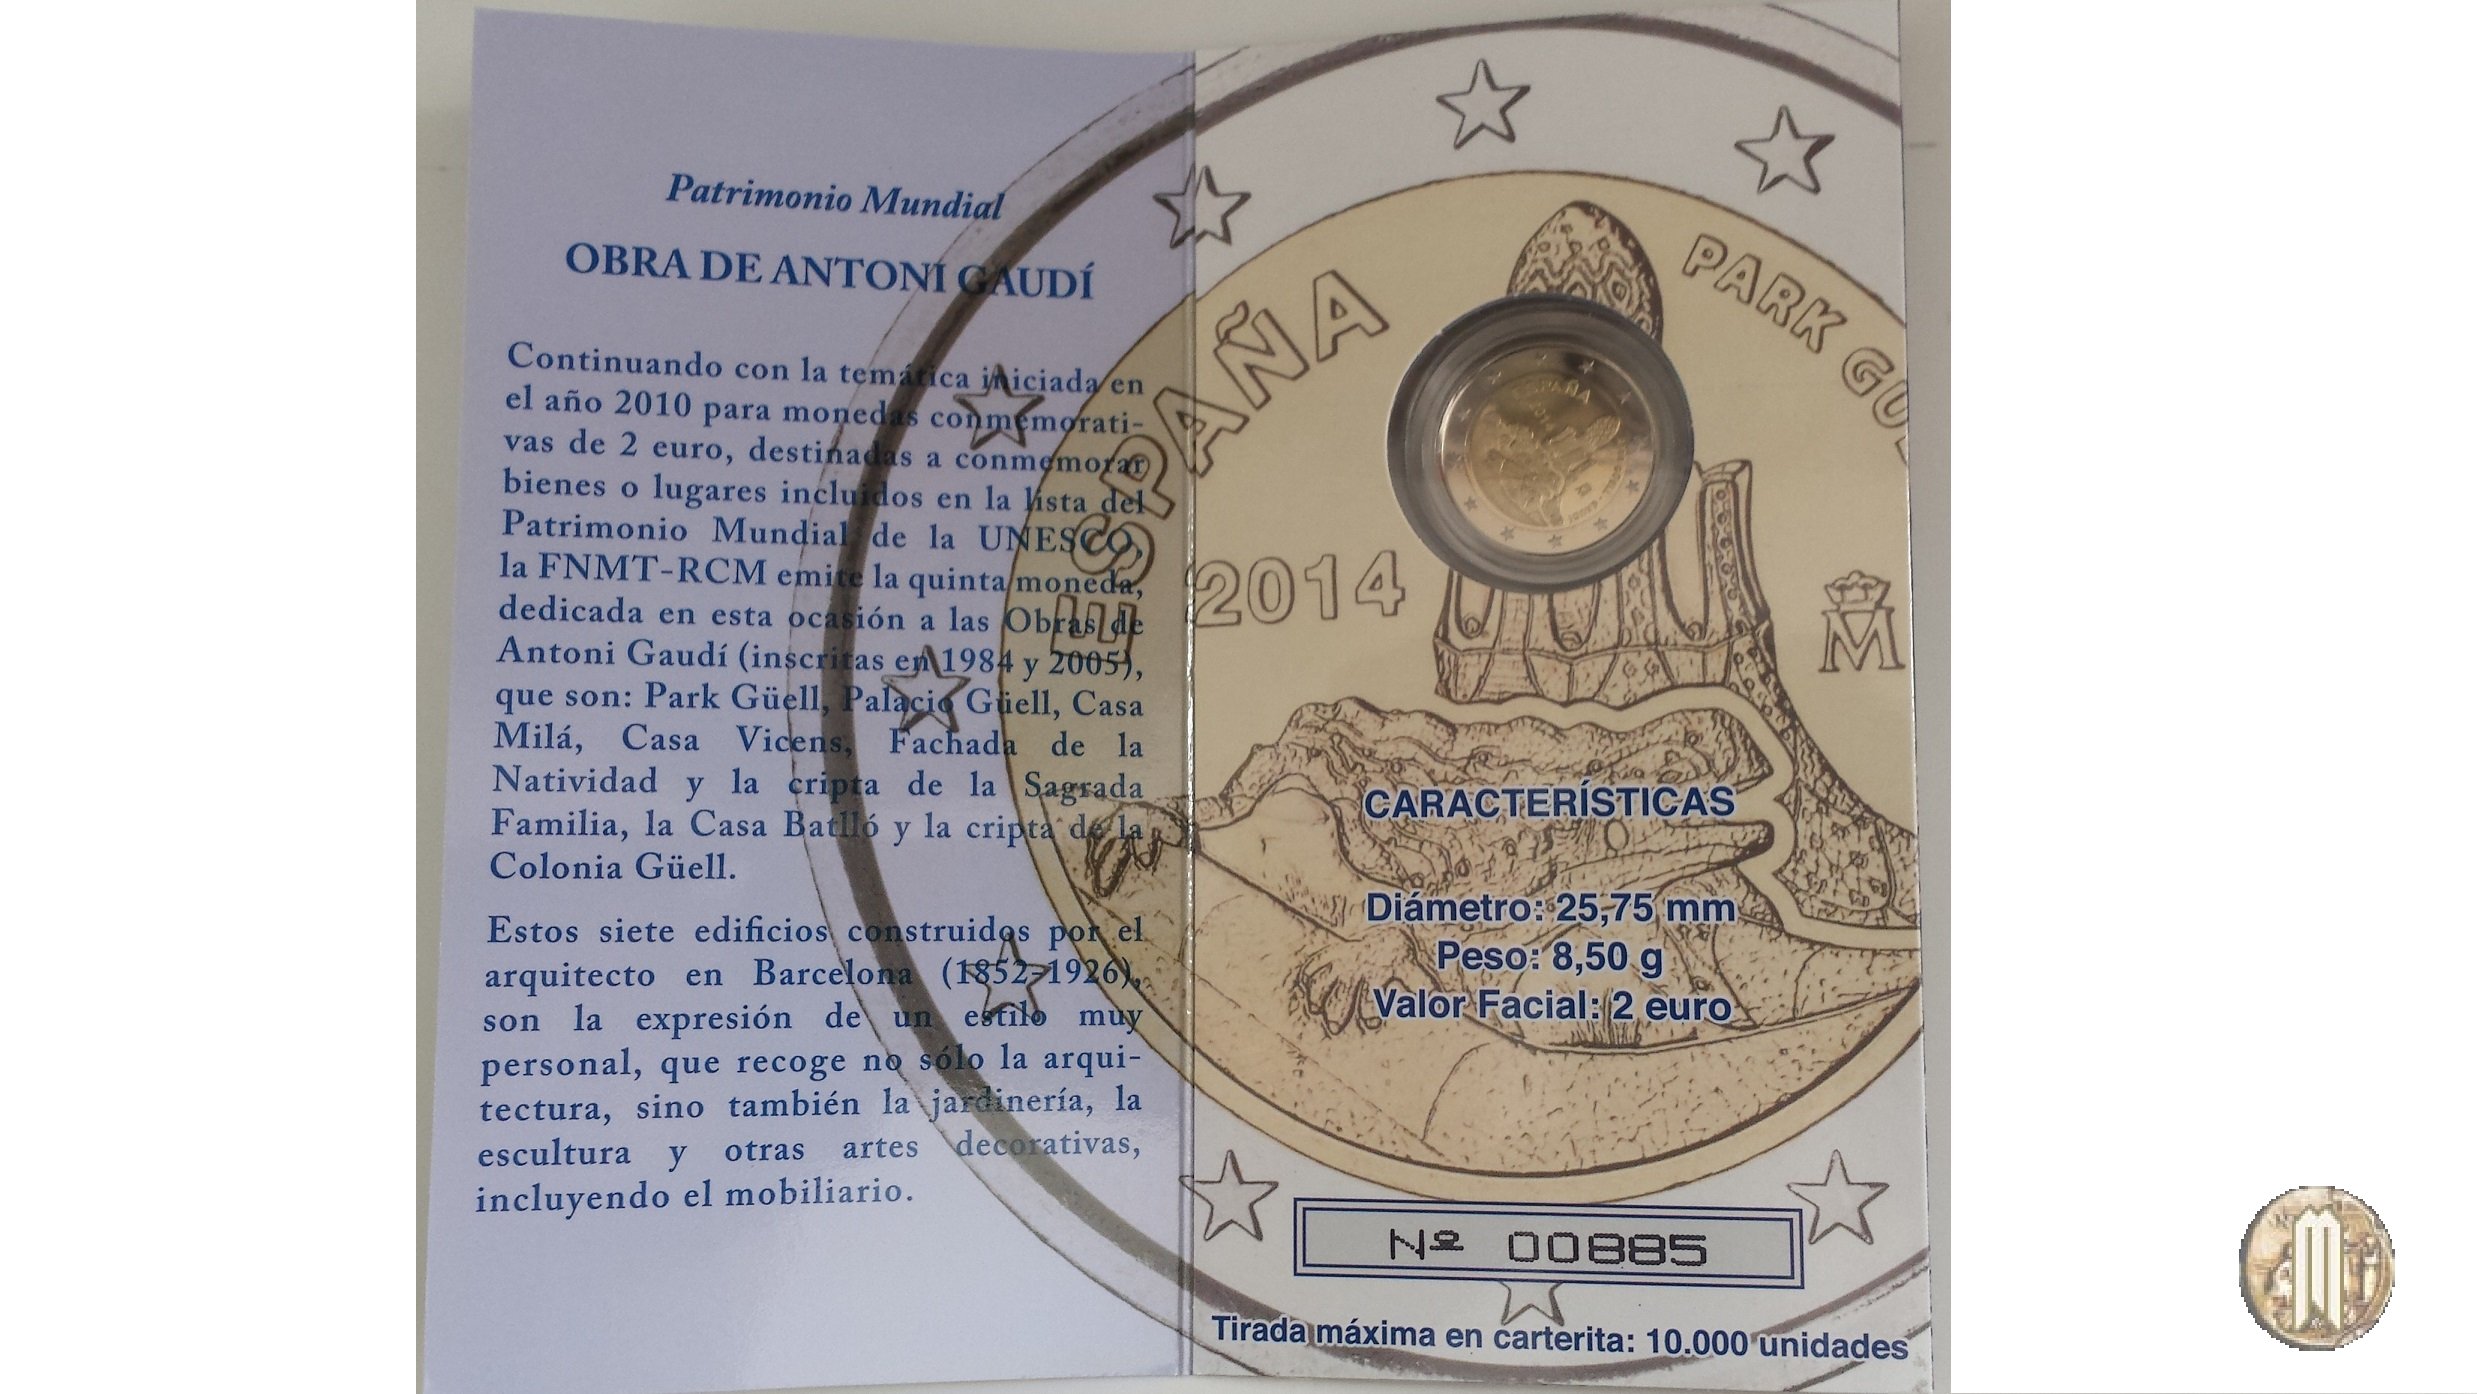 Patrimonio Mundial
OBRA DE ANTONI GAUDÍ
Continuando con la temática iniciada en
el año 2010 para monedas conmemorati-
vas de 2 euro, destinadas a conmemorar
bienes o lugares incluidos en la lista del
Patrimonio Mundial de la UNESCO,
la FNMT-RCM emite la quinta moneda,
dedicada en esta ocasión a las Obras de
Antoni Gaudí (inscritas en 1984 y 2005),
que son: Park Güell, Palacio Güell, Casa
Milá, Casa Vicens, Fachada de la
Natividad y la cripta de la Sagrada
Familia, la Casa Batlló y la cripta de la
Colonia Güell.
Estos siete edificios construidos por el
arquitecto en Barcelona (1852-1926),
son la expresión de un estilo muy
personal, que recoge no sólo la arqui-
tectura, sino también la jardinería, la
escultura y otras artes decorativas,
incluyendo el mobiliario.
ESPAÑA
2014
PARK GÜ
M
ESPAÑA
2014
CARACTERÍSTICAS
Diámetro: 25,75 mm
Peso: 8,50 g
Valor Facial: 2 euro
Nº 00885
Tirada máxima en carterita: 10.000 unidades
M